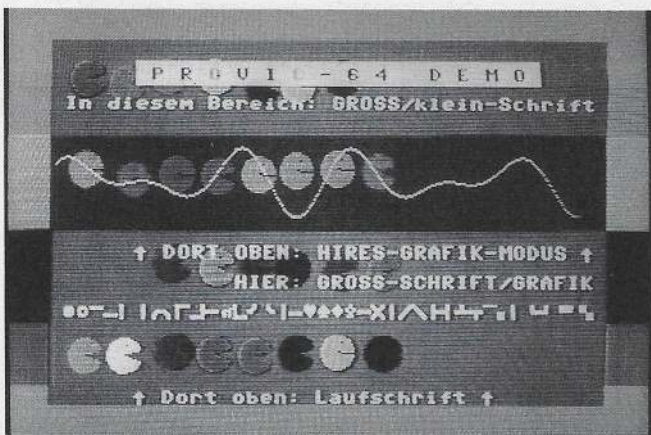 PROVIC-64 DEMO
In diesem Bereich: GROSS/klein-Schrift
↑ DORT OBEN: HIRES-GRAFIK-MODUS ↑
HIER: GROSS-SCHRIFT/GRAFIK
↑ Dort oben: Laufschrift ↑